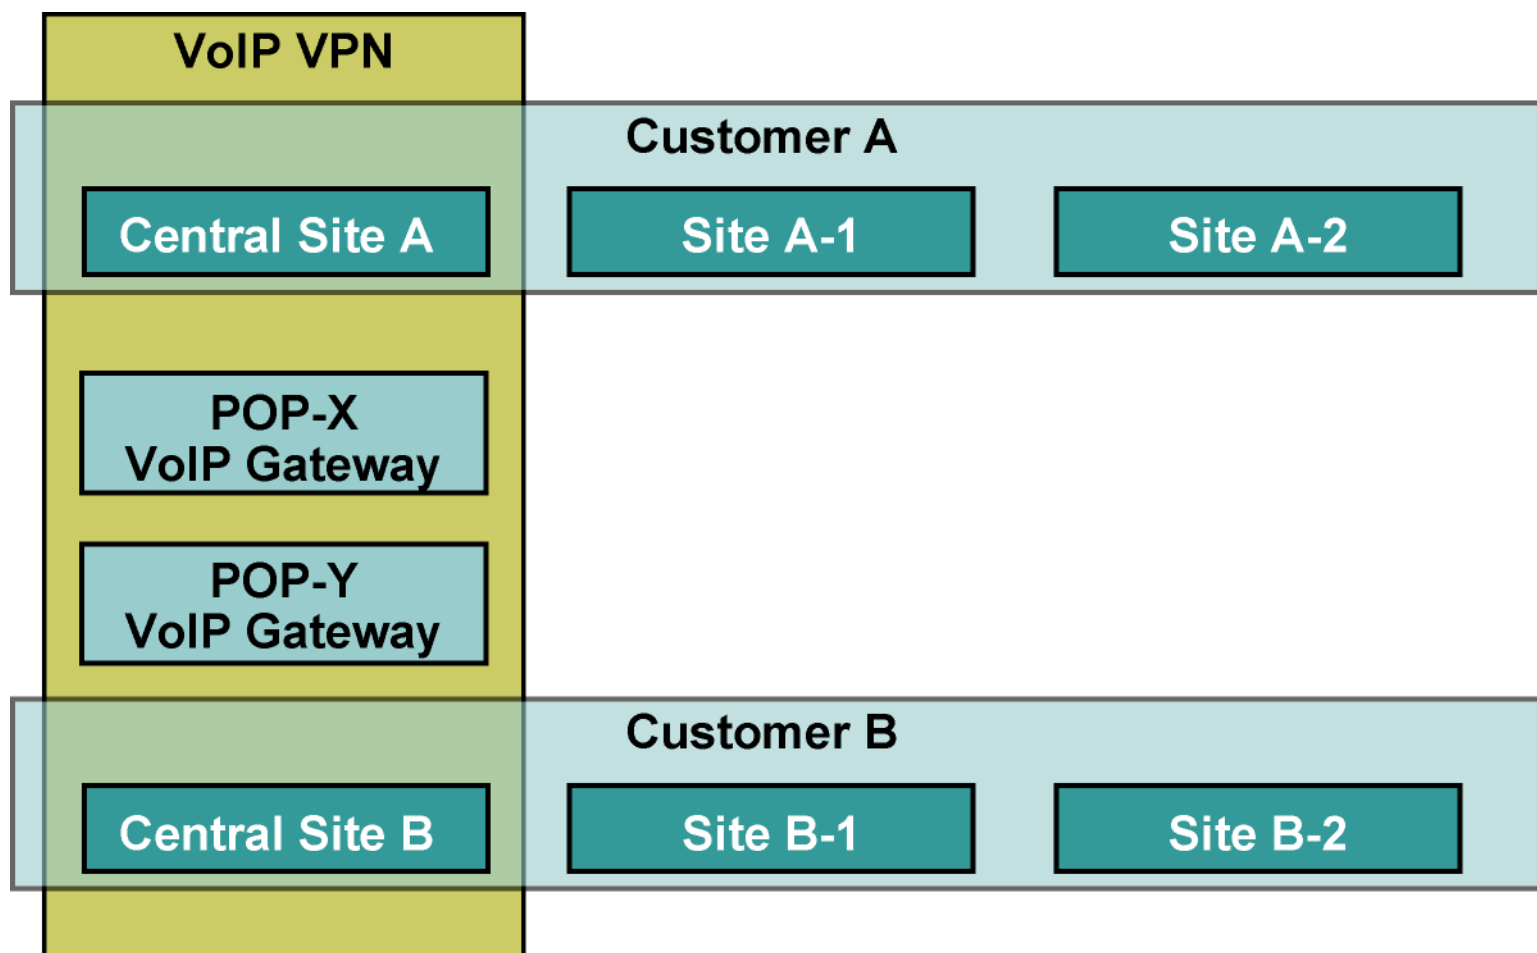 VoIP VPN
Customer A
Central Site A
Site A-1
Site A-2
POP-X
VoIP Gateway
POP-Y
VoIP Gateway
Customer B
Central Site B
Site B-1
Site B-2